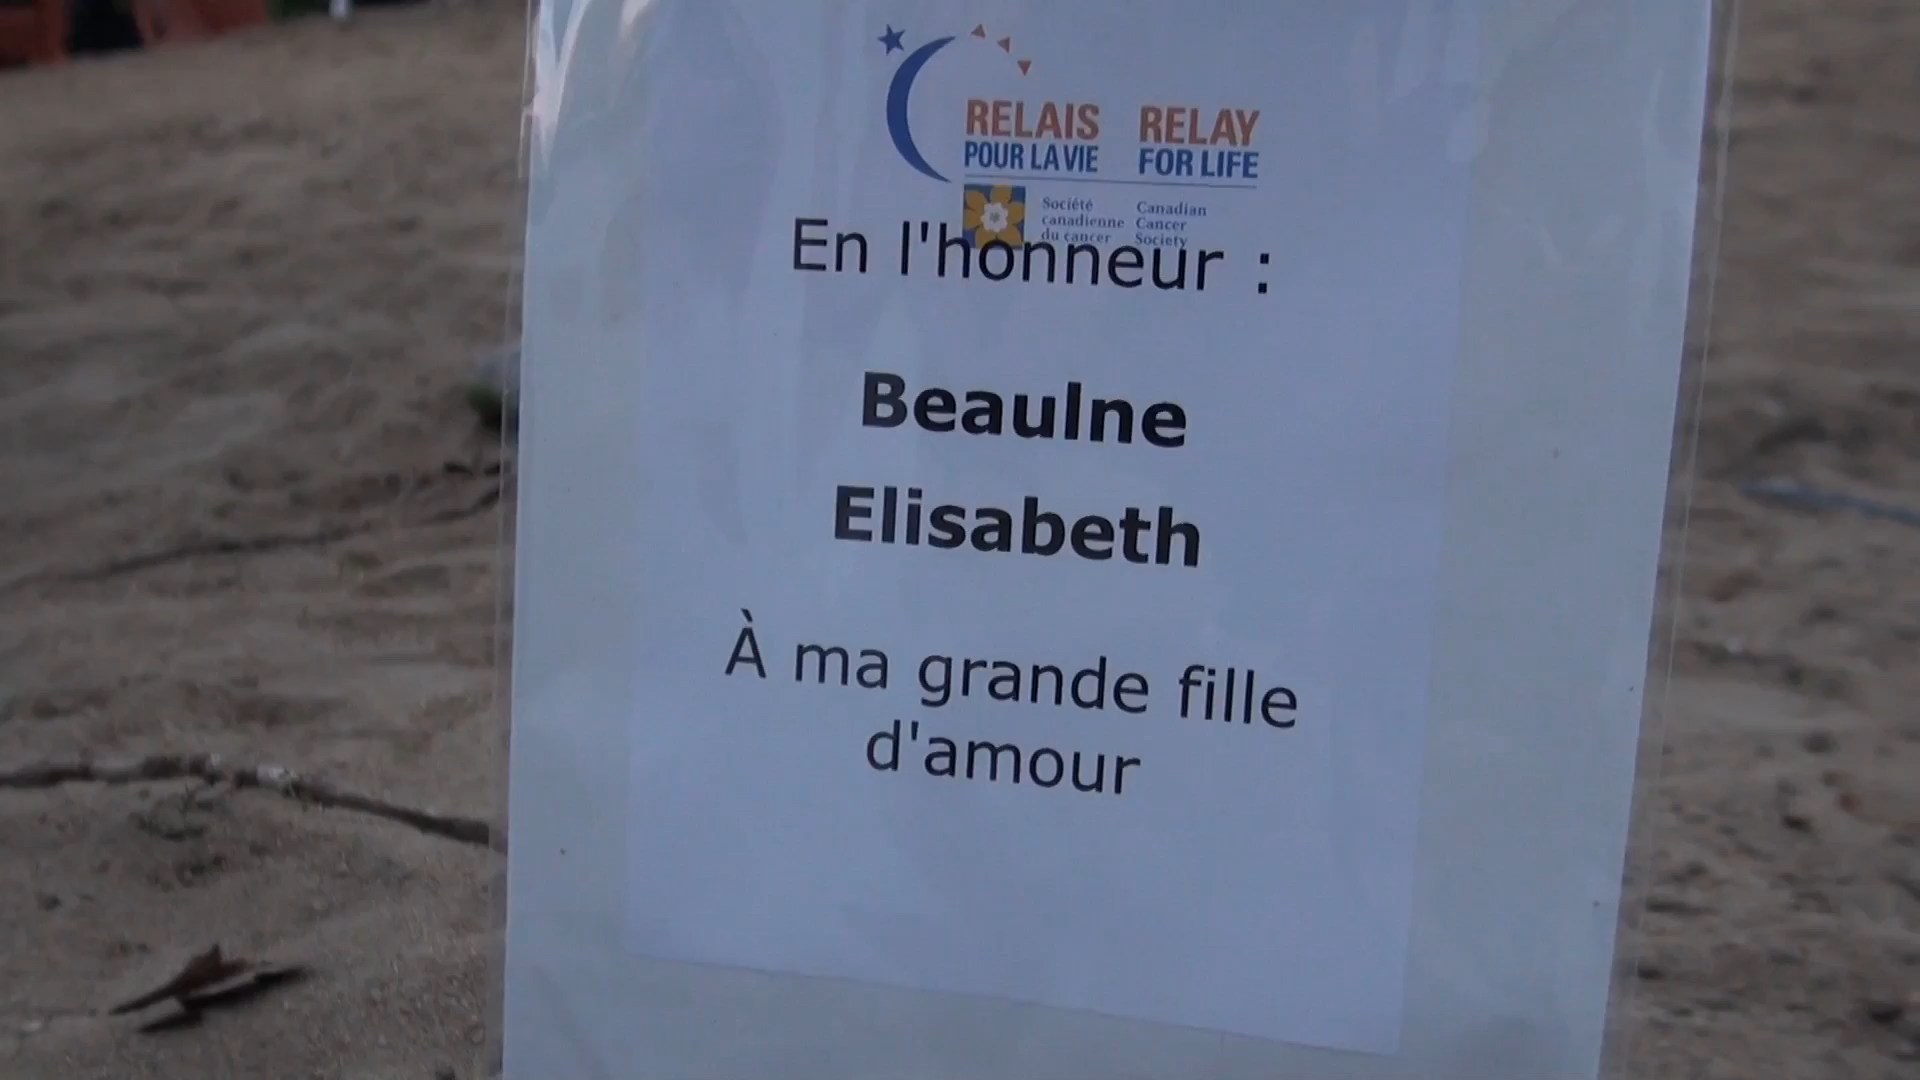 RELAIS RELAY
POUR LA VIE FOR LIFE
Société Canadian
canadienne Cancer
du cancer Society
En l'honneur :
Beaulne
Elisabeth
À ma grande fille
d'amour